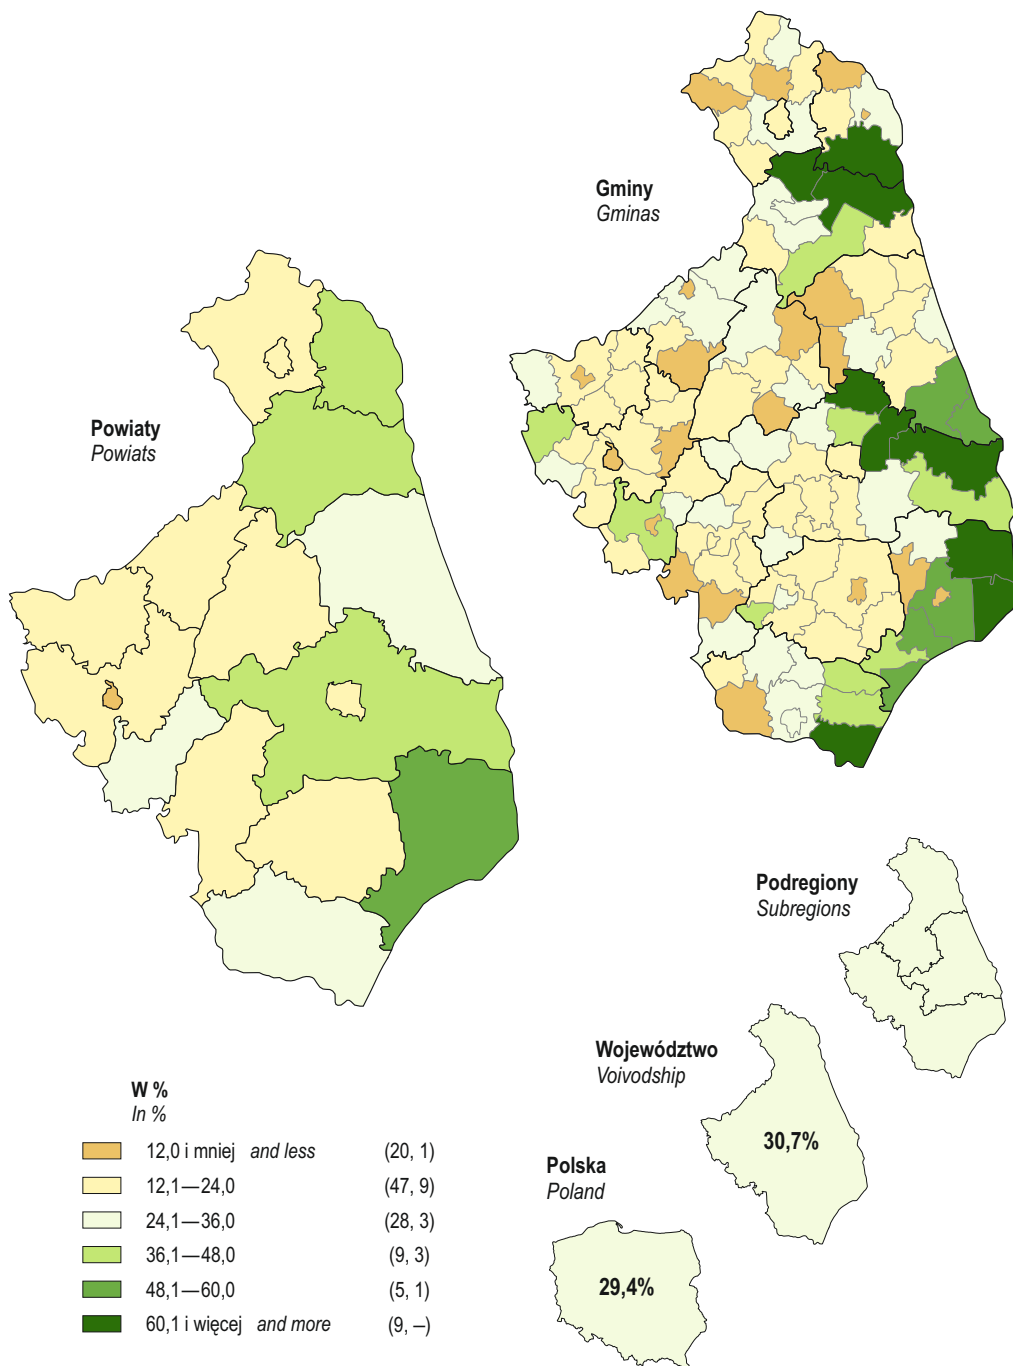 Gminy
Gminas
Powiaty
Powiats
Podregiony
Subregions
Województwo
Voivodship
30,7%
Polska
Poland
29,4%
W %
In %
12,0 i mniej and less (20, 1)
12,1—24,0 (47, 9)
24,1—36,0 (28, 3)
36,1—48,0 (9, 3)
48,1—60,0 (5, 1)
60,1 i więcej and more (9, —)